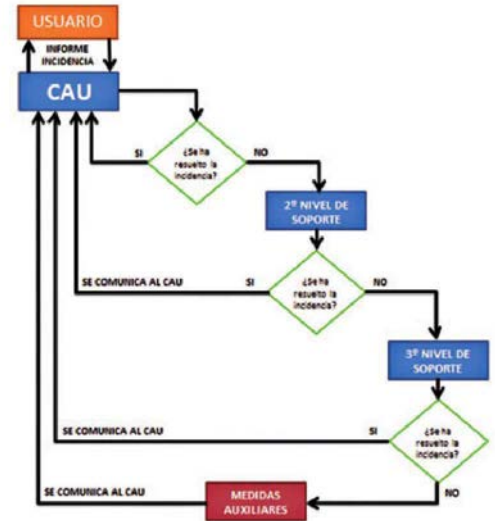 USUARIO
INFORME
INCIDENCIA
CAU
¿Se ha
resuelto la
incidencia?
SI
NO
2º NIVEL DE
SOPORTE
¿Se ha
resuelto la
incidencia?
SE COMUNICA AL CAU
SI
NO
3º NIVEL DE
SOPORTE
¿Se ha
resuelto la
incidencia?
SE COMUNICA AL CAU
SI
NO
SE COMUNICA AL CAU
MEDIDAS
AUXILIARES